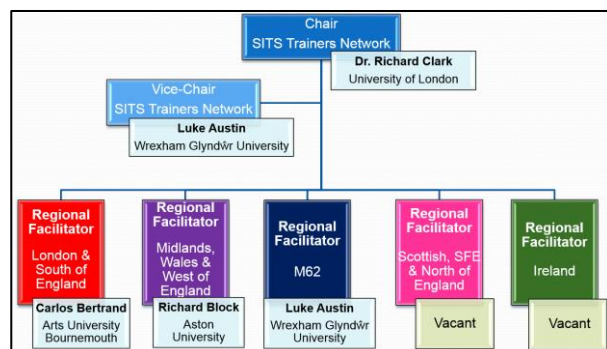 Chair
SITS Trainers Network
Dr. Richard Clark
University of London
Vice-Chair
SITS Trainers Network
Luke Austin
Wrexham Glyndŵr University
Regional
Facilitator
London &
South of
England
Carlos Bertrand
Arts University
Bournemouth
Regional
Facilitator
Midlands,
Wales &
West of
England
Richard Block
Aston
University
Regional
Facilitator
M62
Luke Austin
Wrexham Glyndŵr
University
Regional
Facilitator
Scottish, SFE
& North of
England
Vacant
Regional
Facilitator
Ireland
Vacant